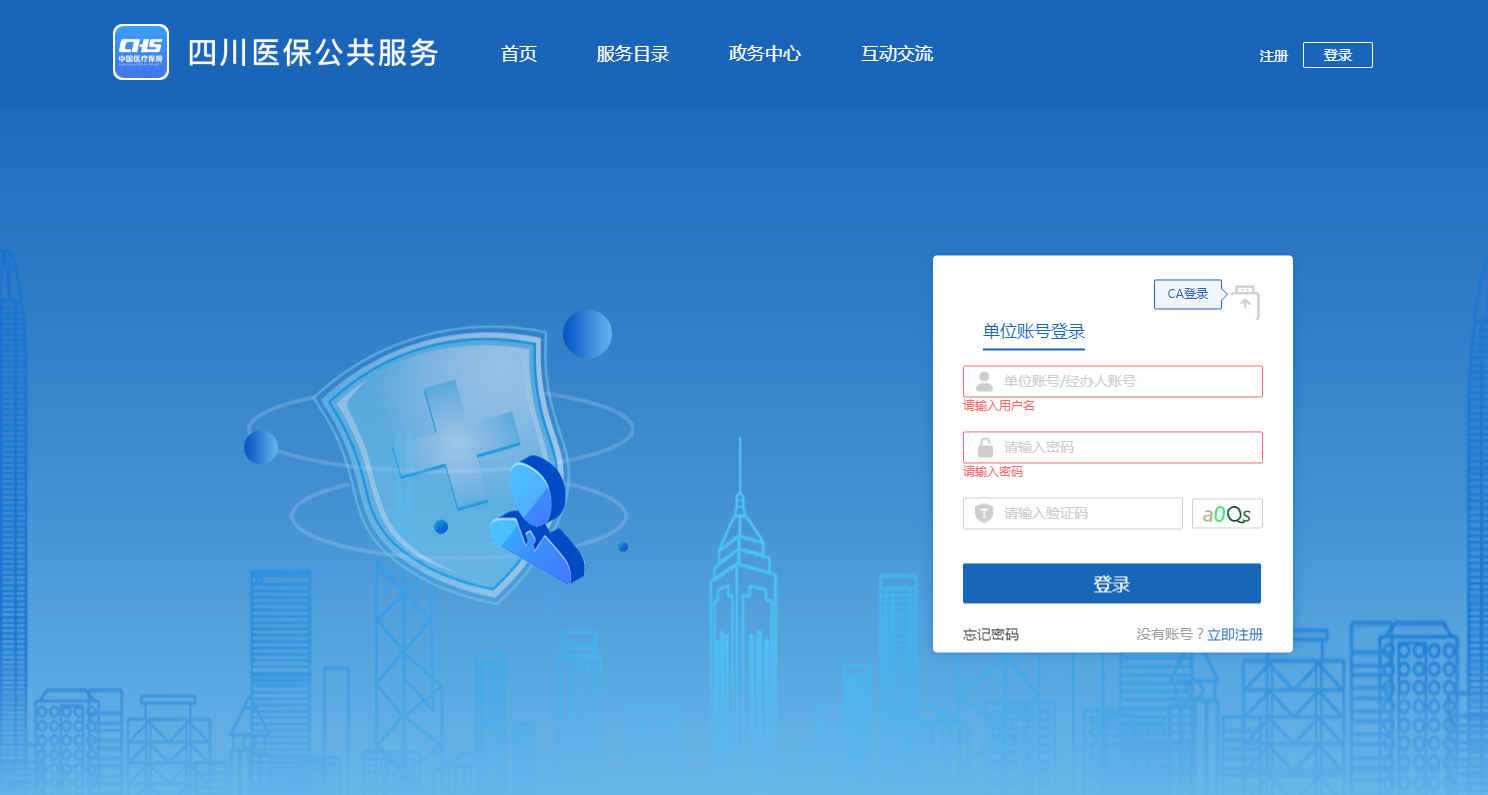 CHS
中国医疗保障
四川医保公共服务
首页
服务目录
政务中心
互动交流
注册
登录
CA登录
单位账号登录
单位账号/经办人账号
请输入用户名
请输入密码
请输入密码
请输入验证码
a0Qs
登录
忘记密码
没有账号？立即注册